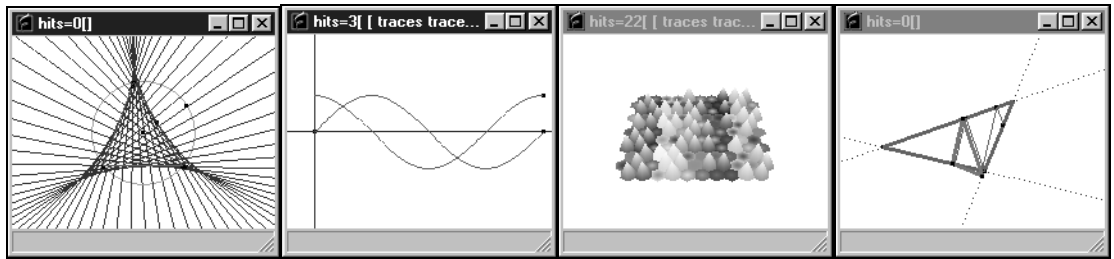 hits=0[]
hits=3[ [ traces trace...
hits=22[ [ traces trac...
hits=0[]